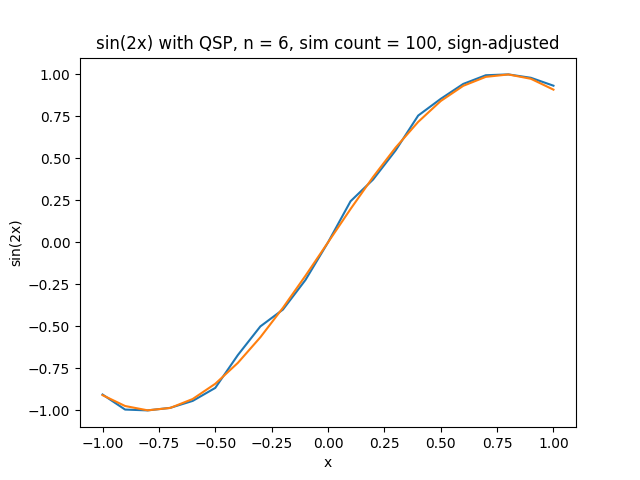 sin(2x) with QSP, n = 6, sim count = 100, sign-adjusted
1.00
0.75
0.50
0.25
0.00
−0.25
−0.50
−0.75
−1.00
sin(2x)
−1.00 −0.75 −0.50 −0.25 0.00 0.25 0.50 0.75 1.00
x